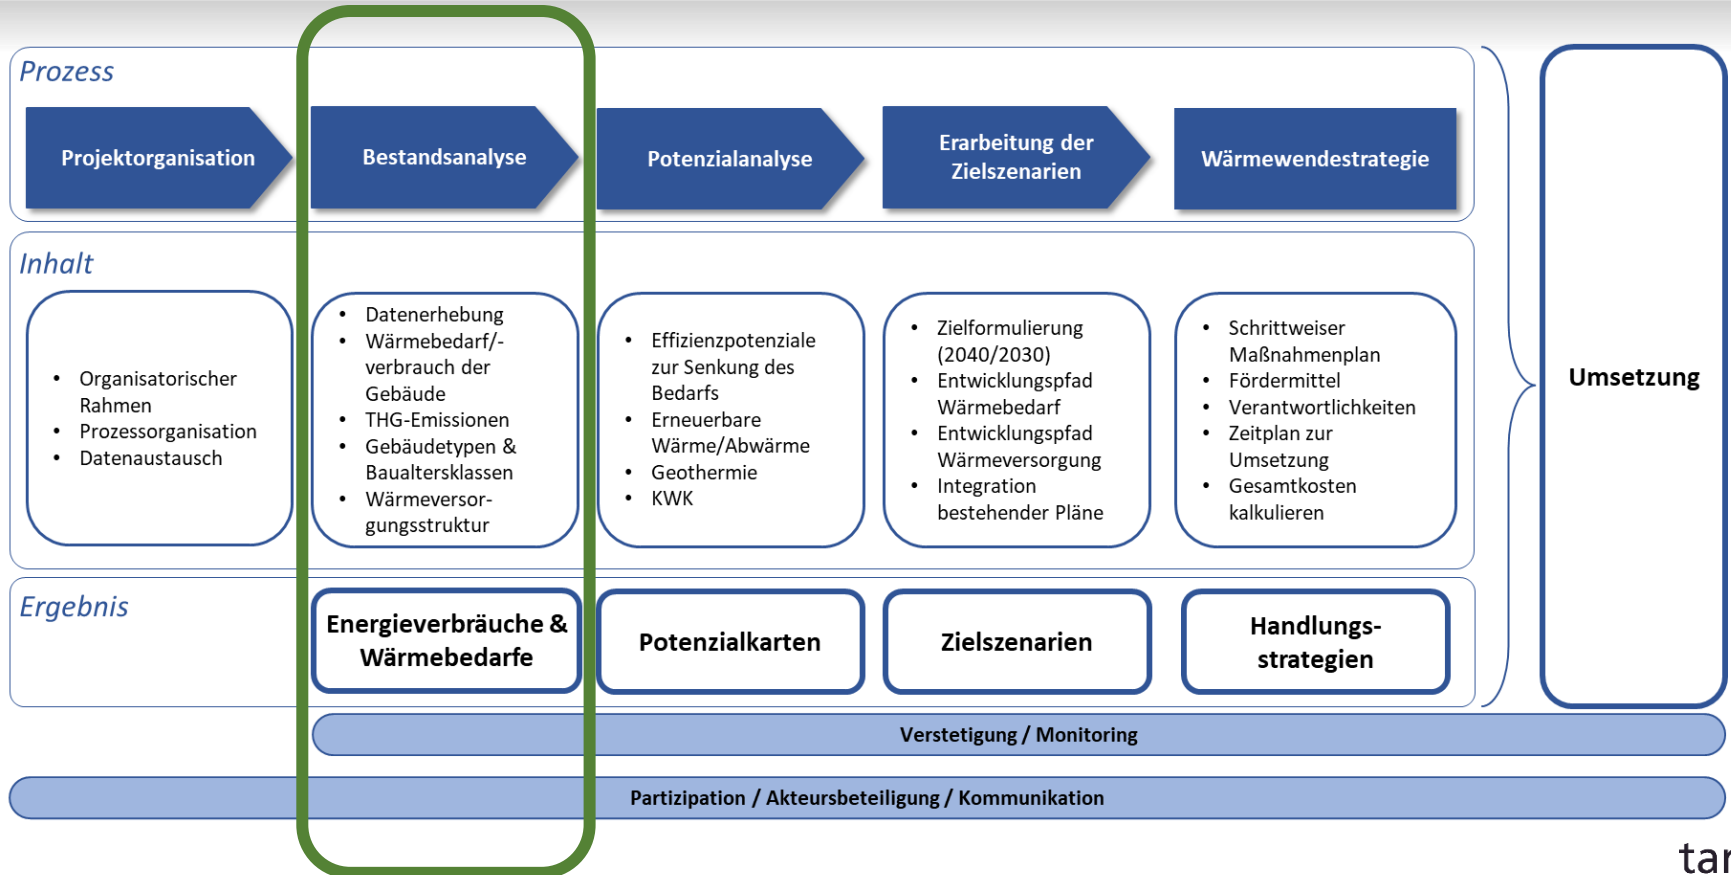 Prozess
Projektorganisation
Bestandsanalyse
Potenzialanalyse
Erarbeitung der
Zielszenarien
Wärmewendestrategie
Inhalt
• Organisatorischer
Rahmen
• Prozessorganisation
• Datenaustausch
• Datenerhebung
• Wärmebedarf/-
verbrauch der
Gebäude
• THG-Emissionen
• Gebäudetypen &
Baualtersklassen
• Wärmeversor-
gungsstruktur
• Effizienzpotenziale
zur Senkung des
Bedarfs
• Erneuerbare
Wärme/Abwärme
• Geothermie
• KWK
• Zielformulierung
(2040/2030)
• Entwicklungspfad
Wärmebedarf
• Entwicklungspfad
Wärmeversorgung
• Integration
bestehender Pläne
• Schrittweiser
Maßnahmenplan
• Fördermittel
• Verantwortlichkeiten
• Zeitplan zur
Umsetzung
• Gesamtkosten
kalkulieren
Umsetzung
Ergebnis
Energieverbräuche &
Wärmebedarfe
Potenzialkarten
Zielszenarien
Handlungs-
strategien
Verstetigung / Monitoring
Partizipation / Akteursbeteiligung / Kommunikation